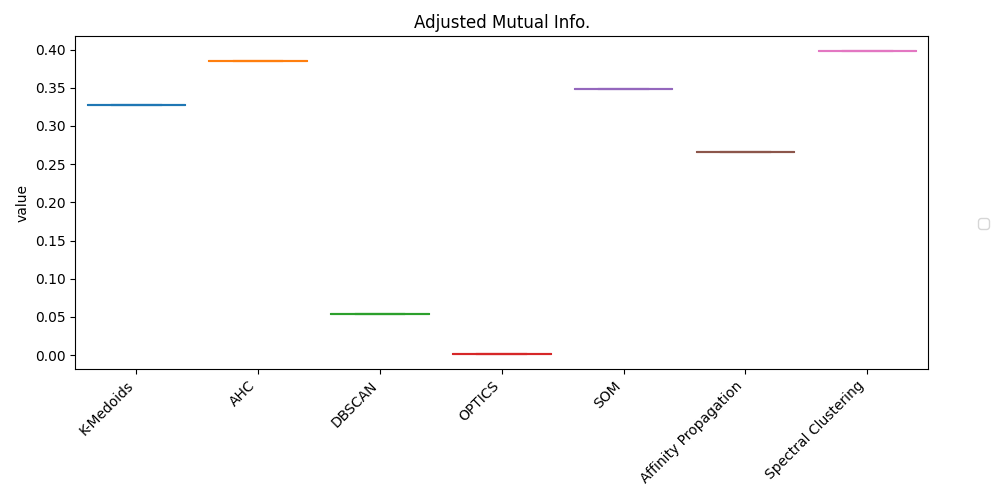 Adjusted Mutual Info.
value
0.40
0.35
0.30
0.25
0.20
0.15
0.10
0.05
0.00
K-Medoids
AHC
DBSCAN
OPTICS
SOM
Affinity Propagation
Spectral Clustering